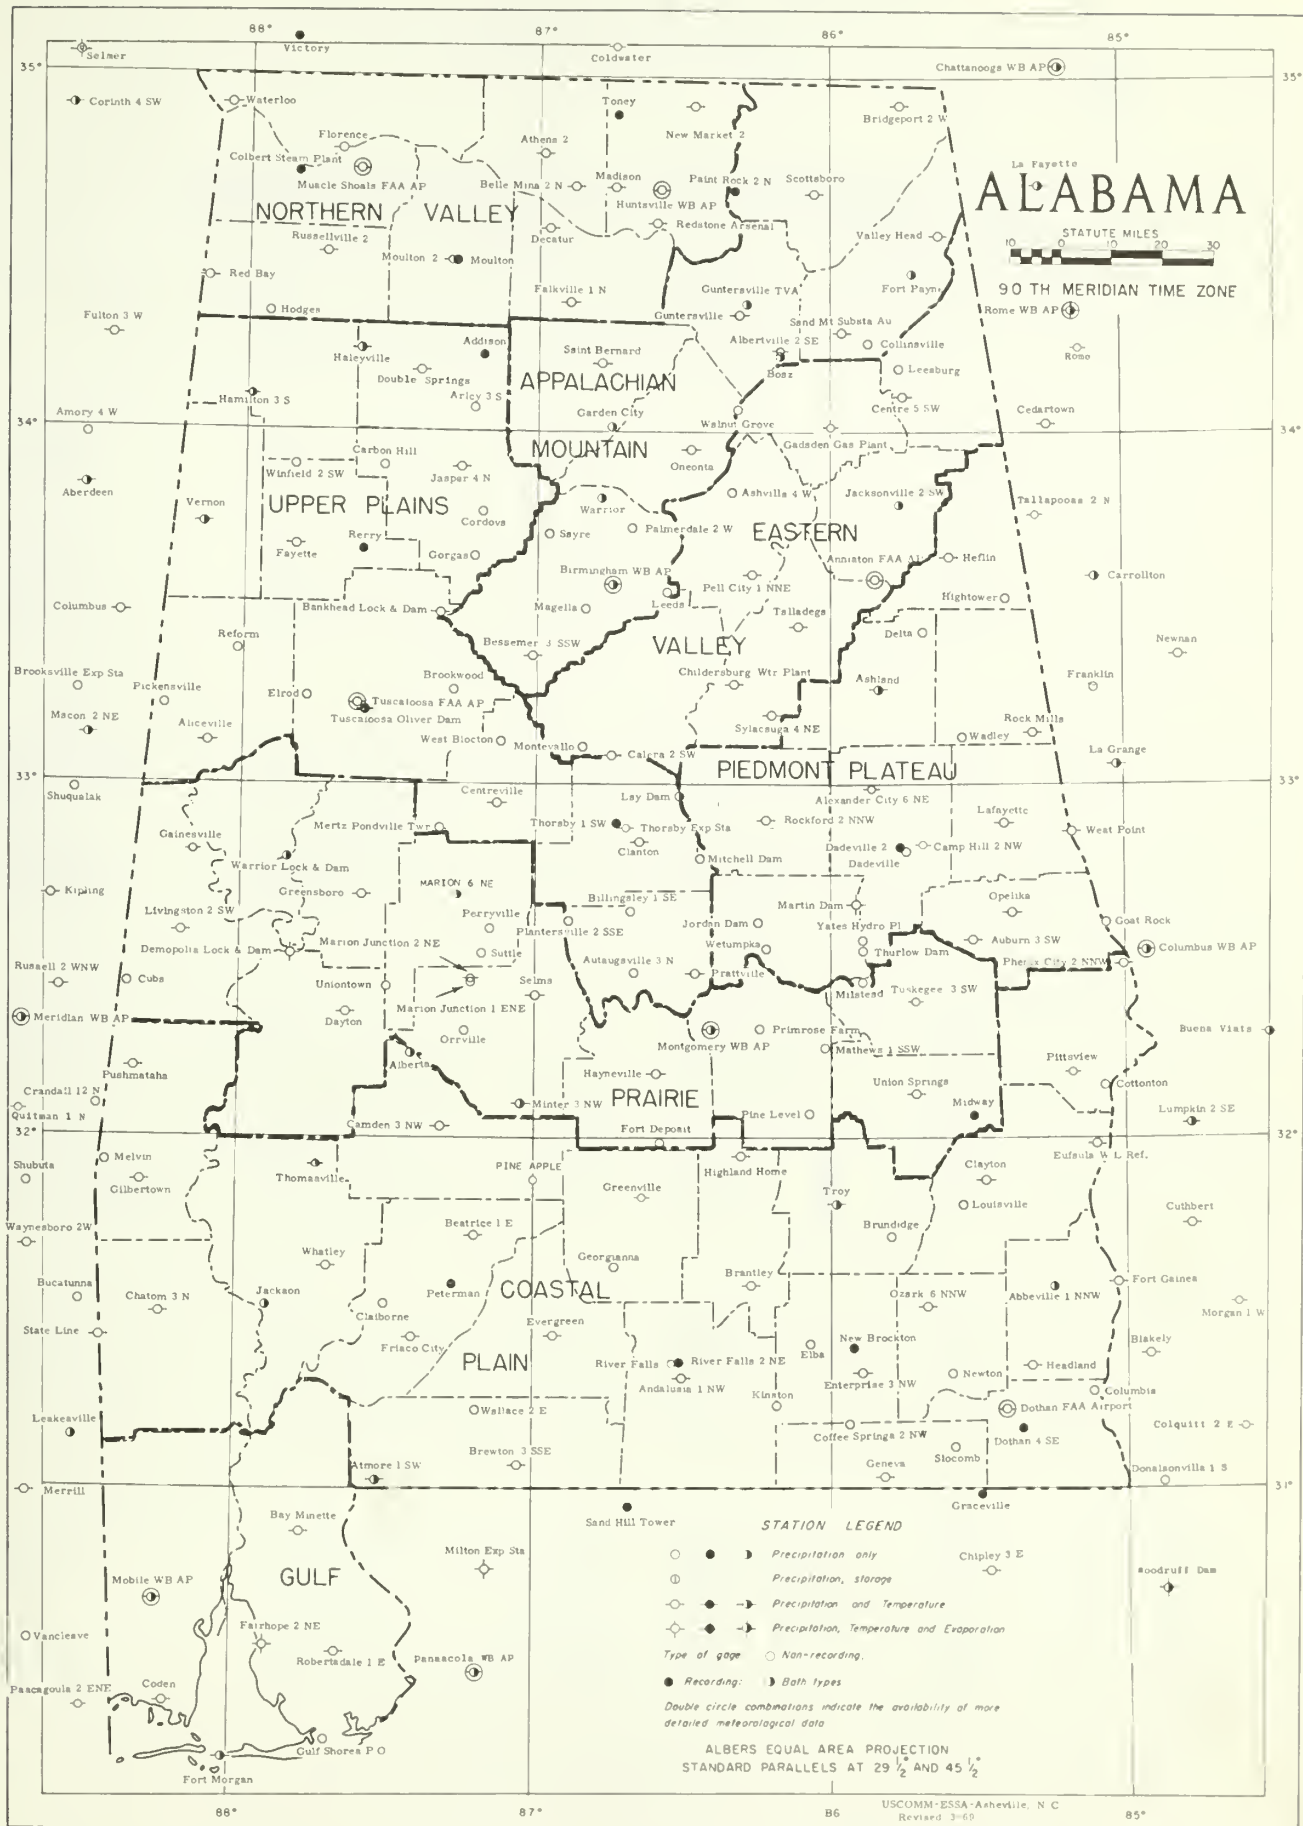 88°
87°
86°
85°
Victory
Selmer
Coldwater
Chattanooga WB AP
35°
35°
Corinth 4 SW
Waterloo
Toney
New Market 2
Bridgeport 2 W
Florence
Athens 2
Colbert Steam Plant
Muscle Shoals FAA AP
Belle Mina 2 N
Madison
Huntsville WB AP
Paint Rock 2 N
Scottsboro
La Fayette
ALABAMA
NORTHERN VALLEY
Redstone Arsenal
Decatur
Russellville 2
Moulton 2
Moulton
Valley Head
STATUTE MILES
10 0 10 20 30
Red Bay
Falkville 1 N
Guntersville TVA
Fort Payne
90 TH MERIDIAN TIME ZONE
Hodges
Guntersville
Rome WB AP
Fulton 3 W
Sand Mt Substa Au
Addison
Haleyville
Saint Bernard
Albertville 2 SE
Collinsville
Rome
Double Springs
APPALACHIAN
Boaz
Leesburg
Arley 3 S
Hamilton 3 S
Garden City
Centre 5 SW
Cedartown
Amory 4 W
Walnut Grove
34°
34°
MOUNTAIN
Gadsden Gas Plant
Carbon Hill
Winfield 2 SW
Jasper 4 N
Oneonta
Aberdeen
Vernon
UPPER PLAINS
Ashville 4 W
Jacksonville 2 SW
Tallapoosa 2 N
Warrior
Cordova
Palmerdale 2 W
EASTERN
Fayette
Berry
Sayre
Gorgas
Anniston FAA AP
Heflin
Birmingham WB AP
Pell City 1 NNE
Carrollton
Columbus
Bankhead Lock & Dam
Magella
Leeds
Talladega
Hightower
Reform
Bessemer 3 SSW
VALLEY
Delta
Newnan
Brooksville Exp Sta
Pickensville
Elrod
Brookwood
Tuscaloosa FAA AP
Tuscaloosa Oliver Dam
Childersburg Wtr Plant
Ashland
Franklin
Macon 2 NE
Aliceville
West Blocton
Montevallo
Calera 2 SW
Sylacauga 4 NE
Rock Mills
Wadley
La Grange
33°
33°
PIEDMONT PLATEAU
Shuqualak
Centreville
Lay Dam
Alexander City 6 NE
Gainesville
Mertz Pondville Twr
Thorsby 1 SW
Thorsby Exp Sta
Rockford 2 NNW
Lafayette
West Point
Clanton
Mitchell Dam
Dadeville 2
Dadeville
Camp Hill 2 NW
Warrior Lock & Dam
MARION 6 NE
Kipling
Greensboro
Billingsley 1 SE
Martin Dam
Opelika
Livingston 2 SW
Perryville
Plantersville 2 SSE
Jordan Dam
Yates Hydro Pl
Goat Rock
Demopolis Lock & Dam
Marion Junction 2 NE
Suttle
Wetumpka
Thurlow Dam
Auburn 3 SW
Columbus WB AP
Russell 2 WNW
Cuba
Autaugaville 3 N
Prattville
Phenix City 2 NNW
Uniontown
Selma
Milstead
Tuskegee 3 SW
Meridian WB AP
Marion Junction 1 ENE
Dayton
Orrville
Montgomery WB AP
Primrose Farm
Buena Vista
Mathews 1 SSW
Pushmataha
Alberta
Hayneville
Pittsview
Crandall 12 N
Union Springs
Cottonton
Quitman 1 N
Minter 3 NW
PRAIRIE
Midway
Lumpkin 2 SE
Camden 3 NW
Pine Level
32°
32°
Fort Deposit
Melvin
Eufaula W L Ref.
Shubuta
Gilbertown
Thomasville
PINE APPLE
Highland Home
Clayton
Greenville
Troy
Louisville
Cuthbert
Waynesboro 2W
Beatrice 1 E
Brundidge
Whatley
Georgianna
Bucatunna
Chatom 3 N
Jackson
Peterman
COASTAL
Brantley
Ozark 6 NNW
Abbeville 1 NNW
Fort Gaines
Morgan 1 W
State Line
Claiborne
Frisco City
Evergreen
Elba
New Brockton
Blakely
PLAIN
River Falls
River Falls 2 NE
Andalusia 1 NW
Enterprise 3 NW
Newton
Headland
Kinston
Columbia
Leakesville
Wallace 2 E
Dothan FAA Airport
Coffee Springs 2 NW
Dothan 4 SE
Colquitt 2 E
Brewton 3 SSE
Slocomb
Atmore 1 SW
Geneva
Donalsonville 1 S
31°
Merrill
Graceville
Sand Hill Tower
Bay Minette
STATION LEGEND
Milton Exp Sta
Precipitation only
Chipley 3 E
Woodruff Dam
GULF
Precipitation, storage
Mobile WB AP
Precipitation and Temperature
Fairhope 2 NE
Precipitation, Temperature and Evaporation
Vancleave
Robertsdale 1 E
Pensacola WB AP
Type of gage Non-recording.
Recording: Both types
Pascagoula 2 ENE
Coden
Double circle combinations indicate the availability of more
detailed meteorological data
Gulf Shores P O
Fort Morgan
ALBERS EQUAL AREA PROJECTION
STANDARD PARALLELS AT 29 1/2° AND 45 1/2°
88°
87°
86
85°
USCOMM-ESSA-Asheville, N C
Revised 3-69